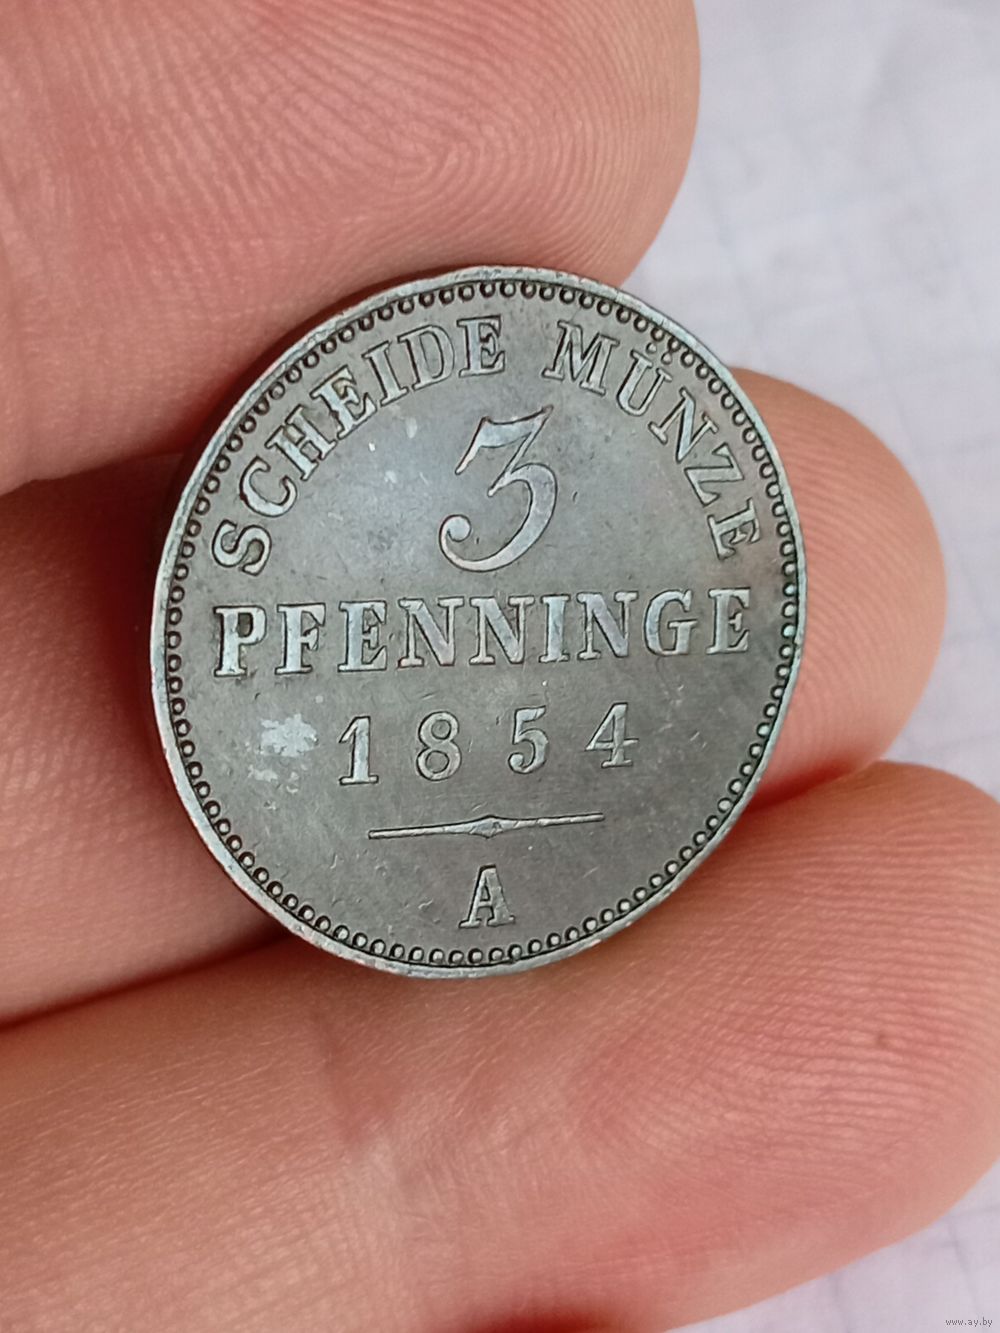 SCHEIDE MÜNZE
3
PFENNINGE
1854
A
www.ay.by